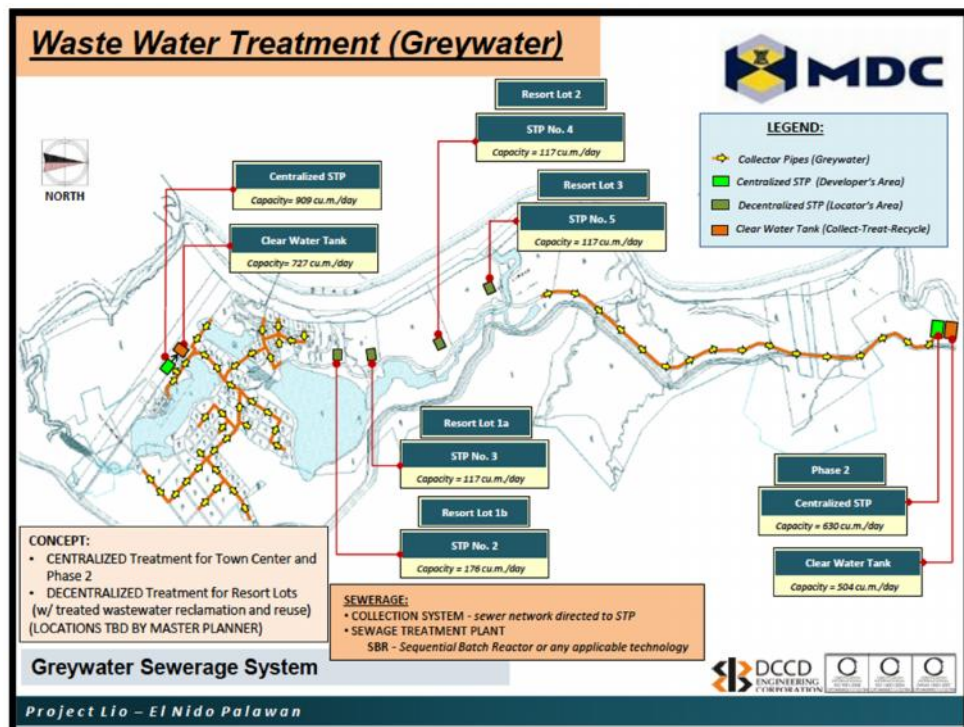 Waste Water Treatment (Greywater)
MDC
NORTH
Resort Lot 2
STP No. 4
Capacity = 117 cu.m./day
LEGEND:
Collector Pipes (Greywater)
Centralized STP (Developer's Area)
Decentralized STP (Locator's Area)
Clear Water Tank (Collect-Treat-Recycle)
Centralized STP
Capacity= 909 cu.m./day
Resort Lot 3
STP No. 5
Capacity = 117 cu.m./day
Clear Water Tank
Capacity= 727 cu.m./day
BEACH
Resort Lot 1a
STP No. 3
Capacity = 117 cu.m./day
Resort Lot 1b
STP No. 2
Capacity = 176 cu.m./day
Phase 2
Centralized STP
Capacity = 630 cu.m./day
Clear Water Tank
Capacity = 504 cu.m./day
CONCEPT:
• CENTRALIZED Treatment for Town Center and
Phase 2
• DECENTRALIZED Treatment for Resort Lots
(w/ treated wastewater reclamation and reuse)
(LOCATIONS TBD BY MASTER PLANNER)
SEWERAGE:
• COLLECTION SYSTEM - sewer network directed to STP
• SEWAGE TREATMENT PLANT
SBR - Sequential Batch Reactor or any applicable technology
Greywater Sewerage System
DCCD
ENGINEERING
CORPORATION
Project Lio – El Nido Palawan